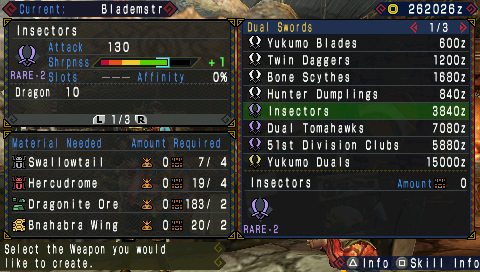 Current: Blademstr
262026z
Insectors
Attack 130
Shrpnss +1
RARE-2 Slots --- Affinity 0%
Dragon 10
L 1/3 R
Material Needed Amount Required
Swallowtail 0 7/ 4
Hercudrome 0 19/ 4
Dragonite Ore 0 183/ 2
Bnahabra Wing 0 20/ 2
Dual Swords 1/3
Yukumo Blades 600z
Twin Daggers 1200z
Bone Scythes 1680z
Hunter Dumplings 840z
Insectors 3840z
Dual Tomahawks 7080z
51st Division Clubs 5880z
Yukumo Duals 15000z
Insectors Amount 0
RARE-2
Select the Weapon you would
like to create.
Info Skill Info